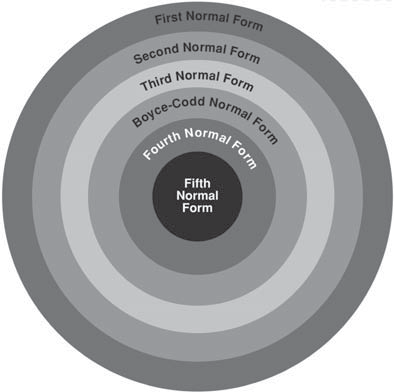 First Normal Form
Second Normal Form
Third Normal Form
Boyce-Codd Normal Form
Fourth Normal Form
Fifth
Normal
Form